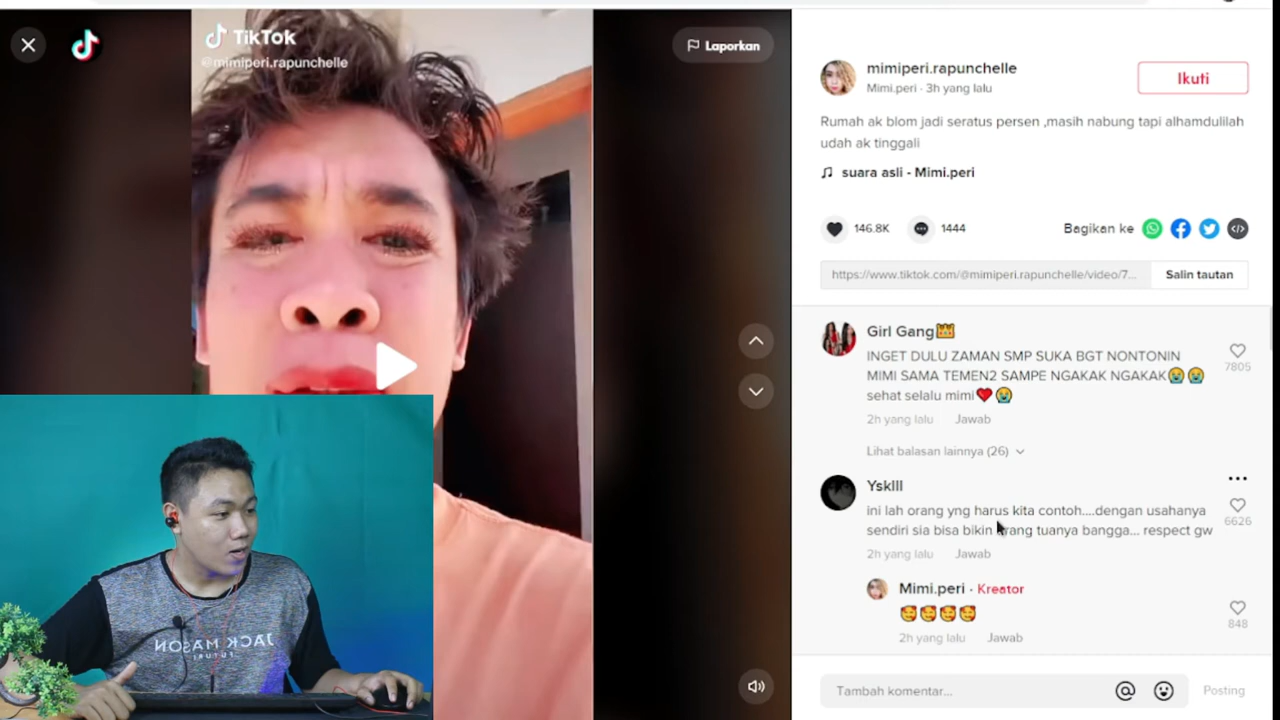 TikTok
@mimiperi.rapunchelle
Laporkan
mimiperi.rapunchelle
Mimi.peri · 3h yang lalu
Ikuti
Rumah ak blom jadi seratus persen ,masih nabung tapi alhamdulilah
udah ak tinggali
suara asli - Mimi.peri
146.8K
1444
Bagikan ke
https://www.tiktok.com/@mimiperi.rapunchelle/video/7...
Salin tautan
Girl Gang👑
INGET DULU ZAMAN SMP SUKA BGT NONTONIN
MIMI SAMA TEMEN2 SAMPE NGAKAK NGAKAK😭😭
sehat selalu mimi❤️😭
7805
2h yang lalu Jawab
Lihat balasan lainnya (26)
Ysklll
ini lah orang yng harus kita contoh....dengan usahanya
sendiri sia bisa bikin tuanya bangga... respect gw
6626
2h yang lalu Jawab
Mimi.peri · Kreator
🥰🥰🥰🥰
848
2h yang lalu Jawab
Tambah komentar...
@
Posting
JACK MASON